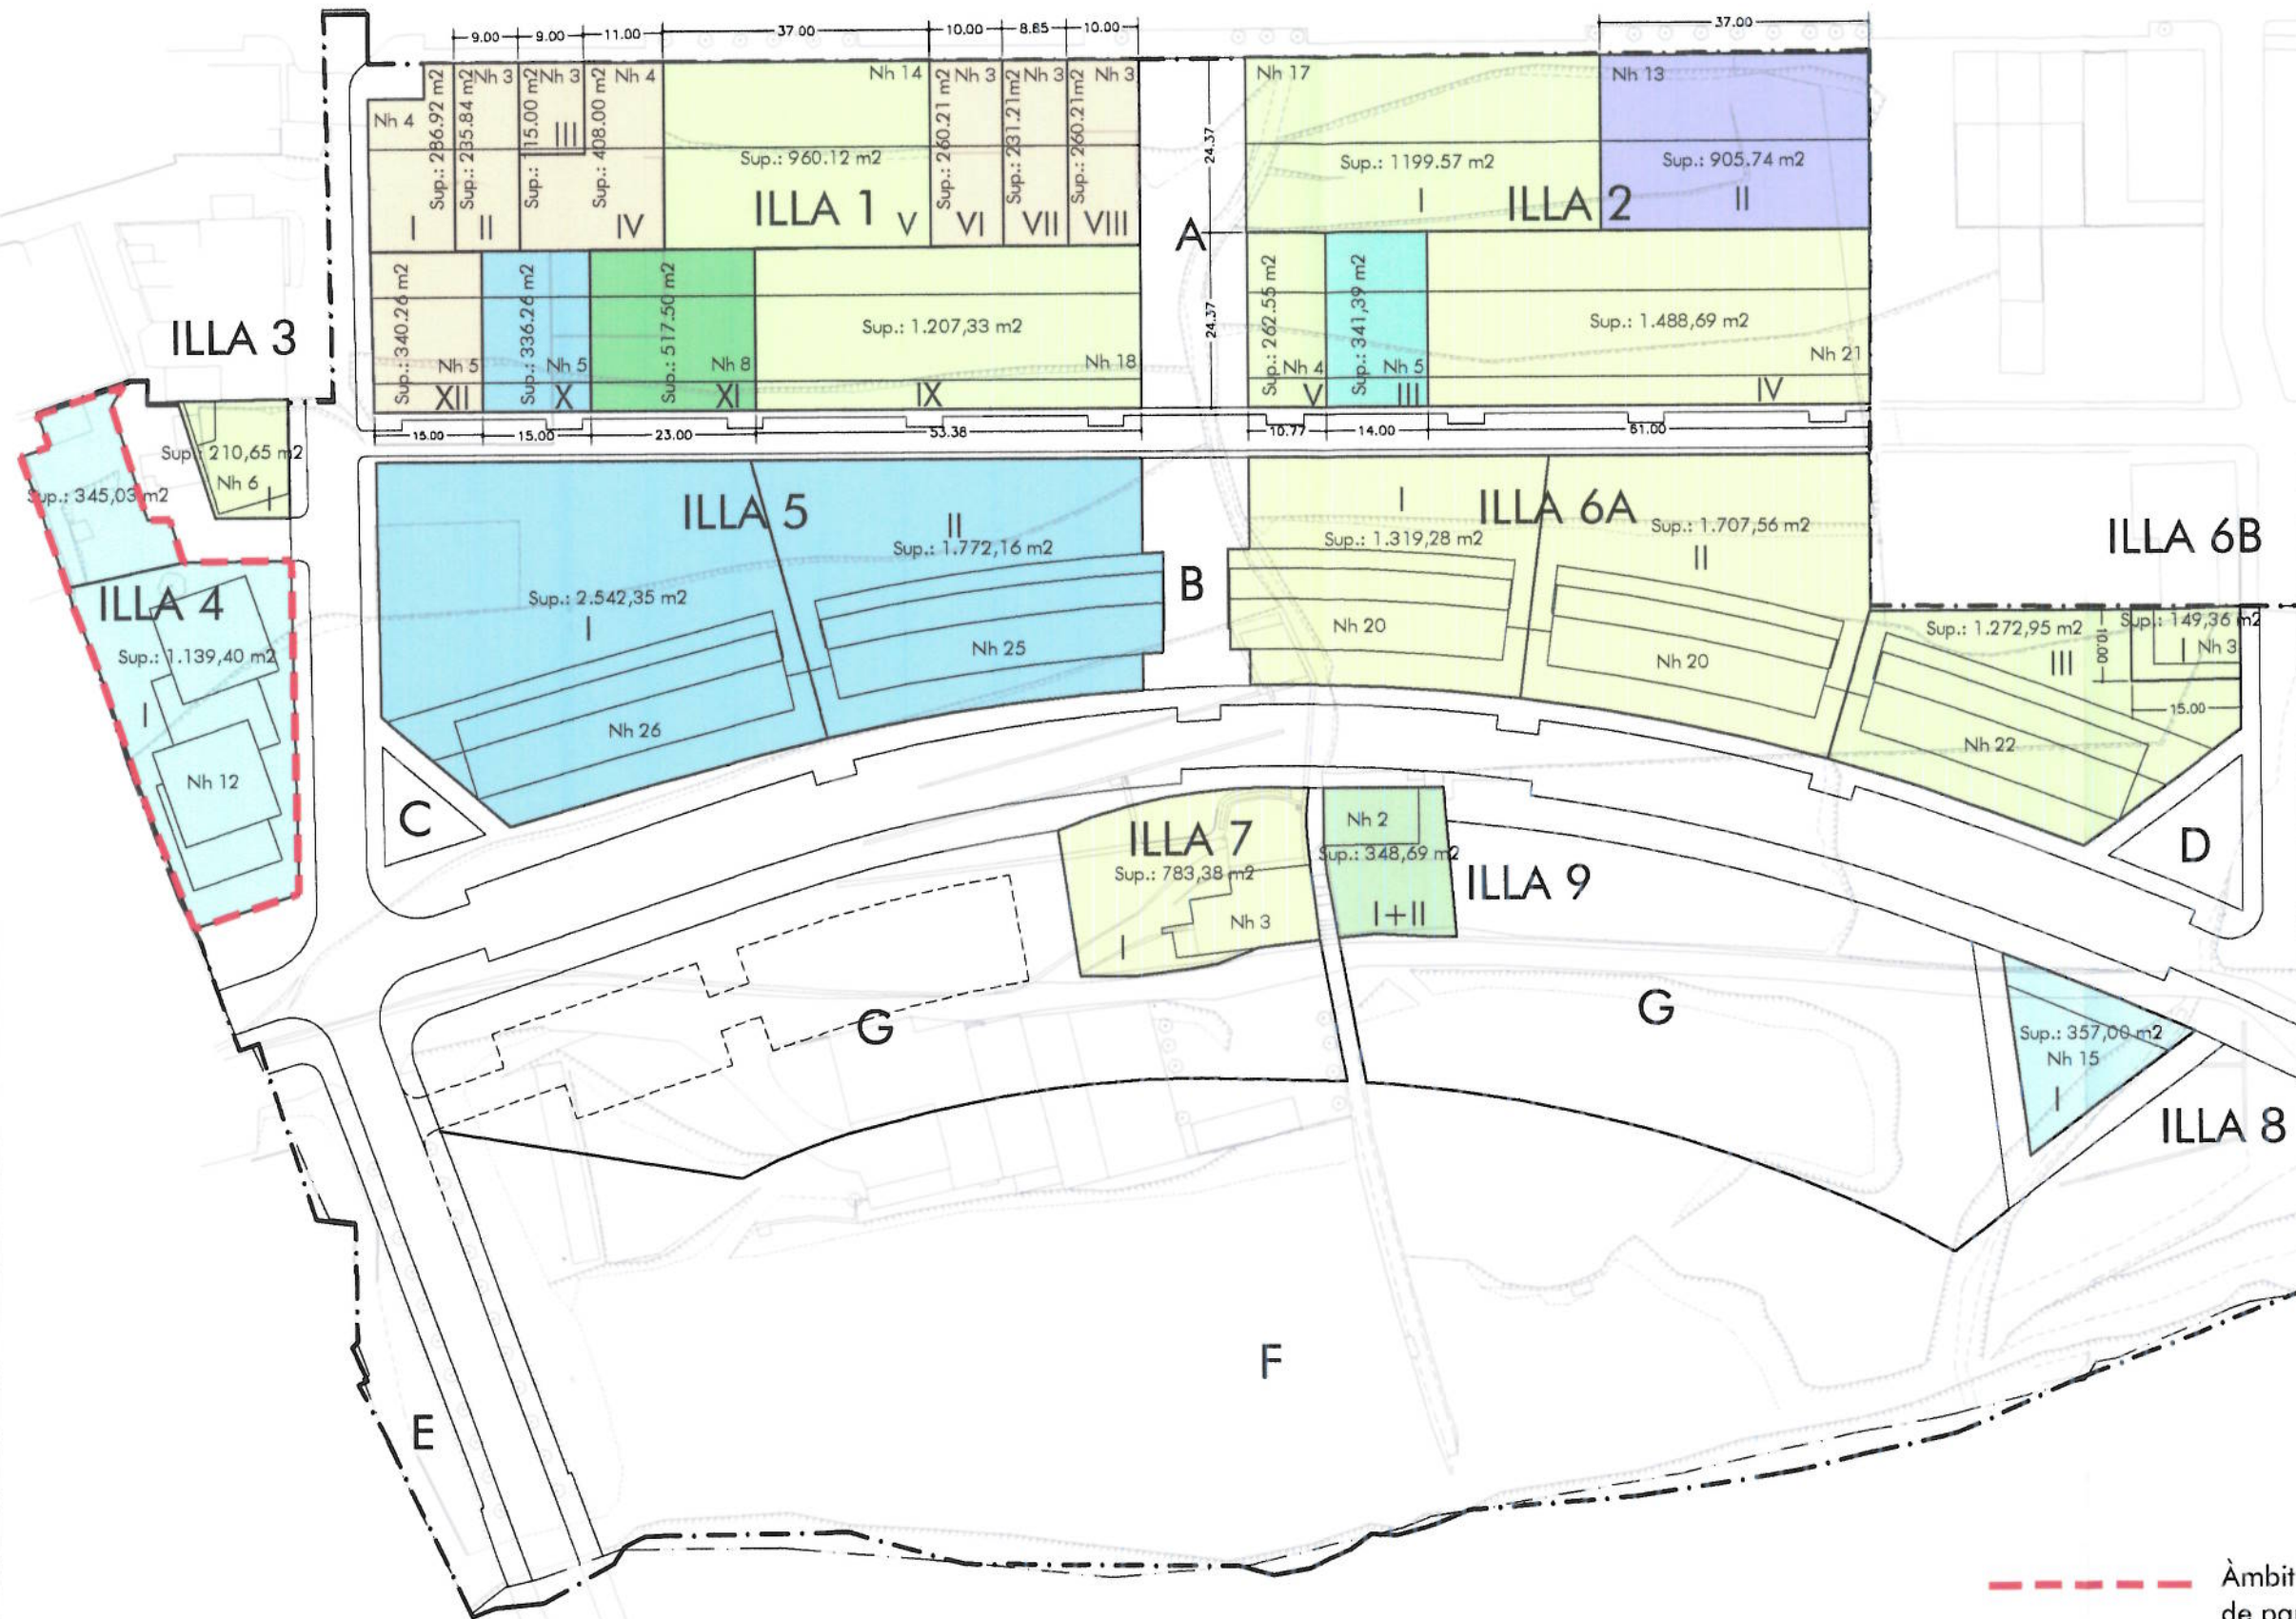 9.00 9.00 11.00 37.00 10.00 8.85 10.00 37.00
Nh 4
Sup.: 286.92 m2
I
Nh 3
Sup.: 235.84 m2
II
Nh 3
Sup.: 115.00 m2
III
Nh 4
Sup.: 408.00 m2
IV
Nh 14
Sup.: 960.12 m2
ILLA 1
V
Nh 3
Sup.: 260.21 m2
VI
Nh 3
Sup.: 231.21m2
VII
Nh 3
Sup.: 260.21m2
VIII
24.37
A
24.37
Nh 17
Sup.: 1199.57 m2
I
ILLA 2
Nh 13
Sup.: 905.74 m2
II
Sup.: 340.26 m2
Nh 5
XII
Sup.: 336.26 m2
Nh 5
X
Sup.: 517.50 m2
Nh 8
XI
Sup.: 1.207,33 m2
Nh 18
IX
Sup.: 262.55 m2
Nh 4
V
Sup.: 341,39 m2
Nh 5
III
Sup.: 1.488,69 m2
Nh 21
IV
15.00 15.00 23.00 53.38 10.77 14.00 61.00
ILLA 3
Sup.: 210,65 m2
Nh 6
I
Sup.: 345,03 m2
ILLA 4
Sup.: 1.139,40 m2
I
Nh 12
ILLA 5
Sup.: 2.542,35 m2
I
Nh 26
II
Sup.: 1.772,16 m2
Nh 25
B
I
ILLA 6A
Sup.: 1.319,28 m2
Nh 20
Sup.: 1.707,56 m2
II
Nh 20
ILLA 6B
Sup.: 1.272,95 m2
III
Nh 22
10.00
Sup.: 149,36 m2
I
Nh 3
15.00
C
D
ILLA 7
Sup.: 783,38 m2
Nh 3
I
Nh 2
Sup.: 348,69 m2
I+II
ILLA 9
G
G
Sup.: 357,00 m2
Nh 15
I
ILLA 8
F
E
Àmbit
de pa